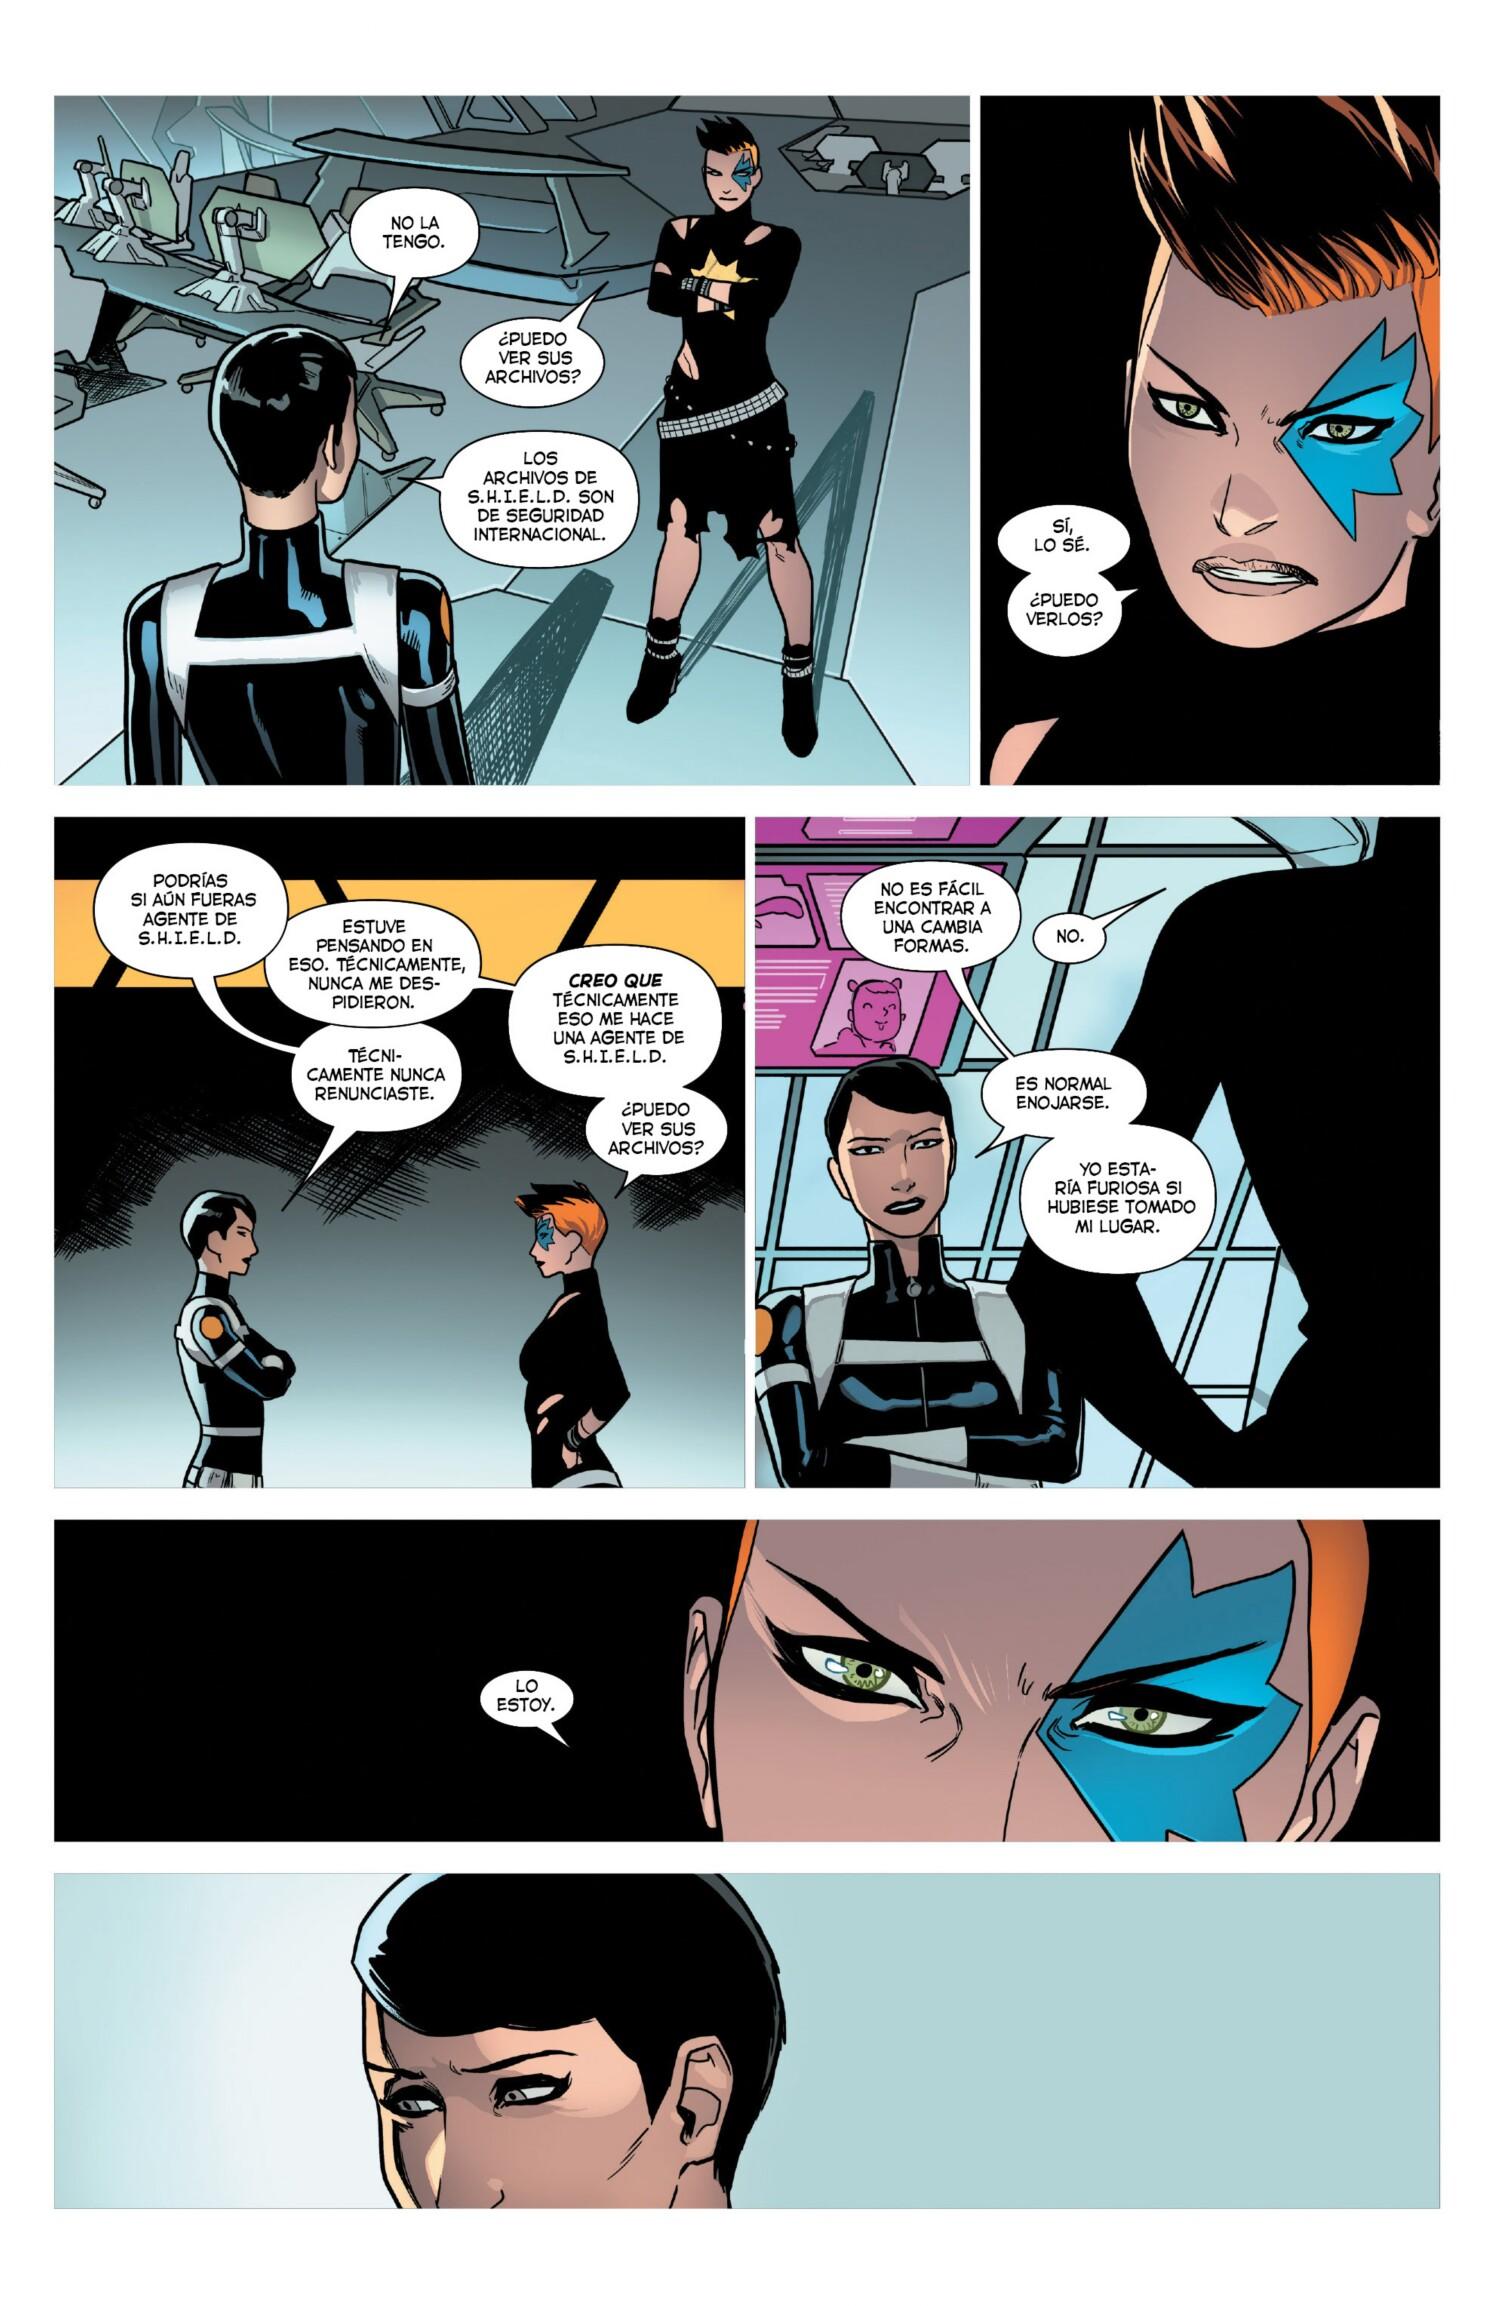 NO LA
TENGO.
¿PUEDO
VER SUS
ARCHIVOS?
LOS
ARCHIVOS DE
S.H.I.E.L.D. SON
DE SEGURIDAD
INTERNACIONAL.
SÍ,
LO SÉ.
¿PUEDO
VERLOS?
PODRÍAS
SI AÚN FUERAS
AGENTE DE
S.H.I.E.L.D.
ESTUVE
PENSANDO EN
ESO. TÉCNICAMENTE,
NUNCA ME DES-
PIDIERON.
TÉCNI-
CAMENTE NUNCA
RENUNCIASTE.
CREO QUE
TÉCNICAMENTE
ESO ME HACE
UNA AGENTE DE
S.H.I.E.L.D.
¿PUEDO
VER SUS
ARCHIVOS?
NO ES FÁCIL
ENCONTRAR A
UNA CAMBIA
FORMAS.
NO.
ES NORMAL
ENOJARSE.
YO ESTA-
RÍA FURIOSA SI
HUBIESE TOMADO
MI LUGAR.
LO
ESTOY.